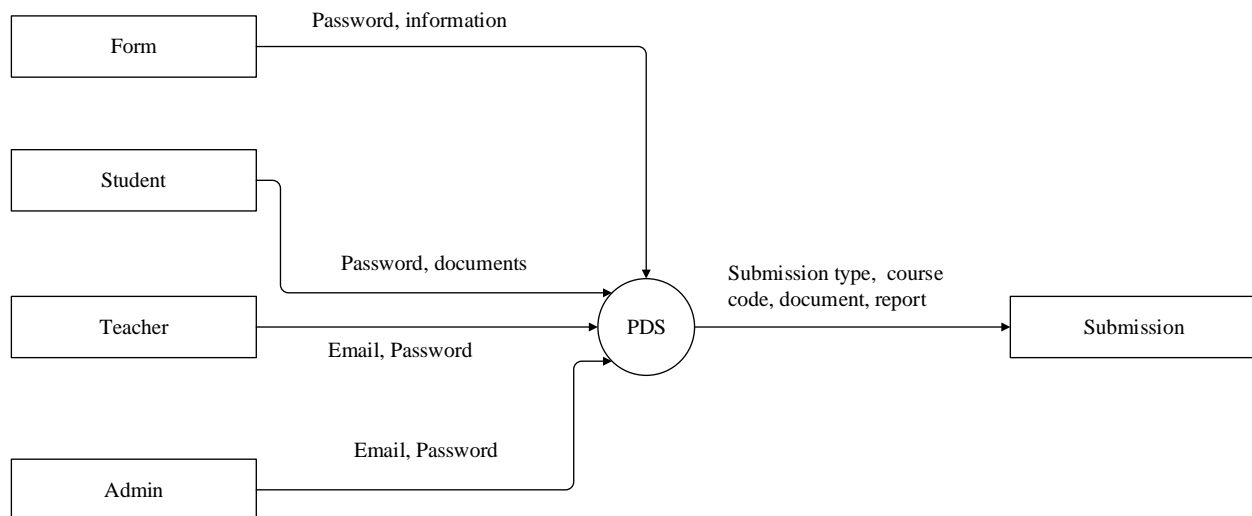 Password, information
Form
Student
Password, documents
Submission type,  course
code, document, report
Teacher
PDS
Submission
Email, Password
Email, Password
Admin